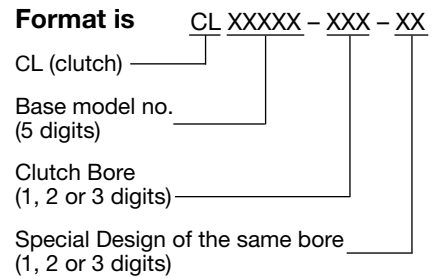 Format is CL XXXXX – XXX – XX
CL (clutch)
Base model no.
(5 digits)
Clutch Bore
(1, 2 or 3 digits)
Special Design of the same bore
(1, 2 or 3 digits)